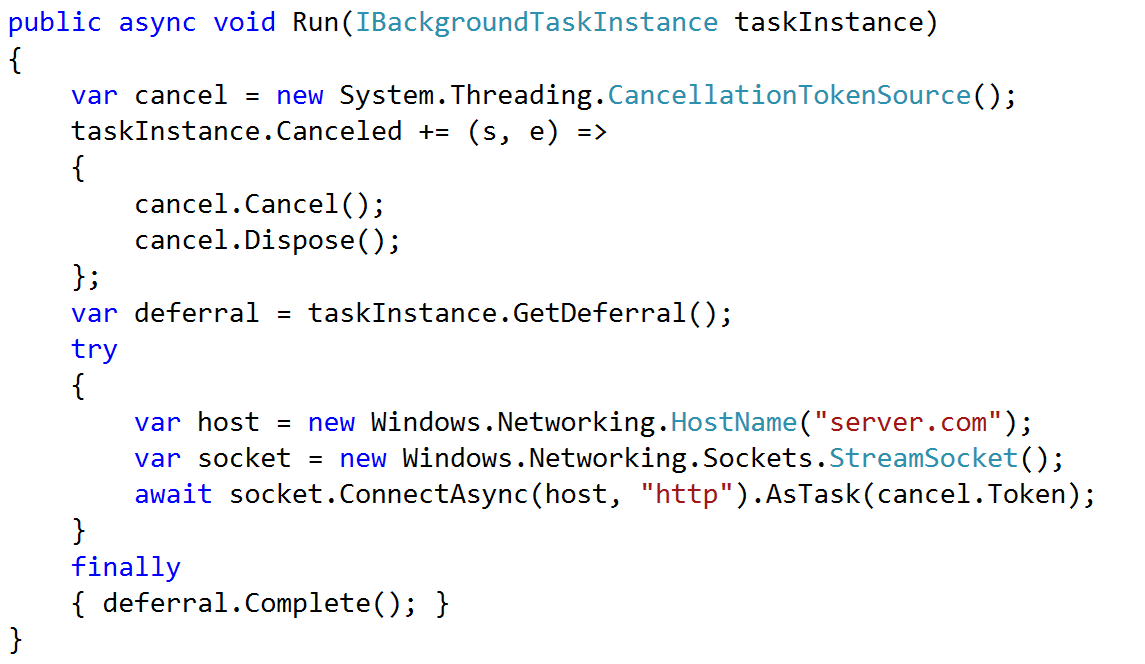 public async void Run(IBackgroundTaskInstance taskInstance)
{
    var cancel = new System.Threading.CancellationTokenSource();
    taskInstance.Canceled += (s, e) =>
    {
        cancel.Cancel();
        cancel.Dispose();
    };
    var deferral = taskInstance.GetDeferral();
    try
    {
        var host = new Windows.Networking.HostName("server.com");
        var socket = new Windows.Networking.Sockets.StreamSocket();
        await socket.ConnectAsync(host, "http").AsTask(cancel.Token);
    }
    finally
    { deferral.Complete(); }
}